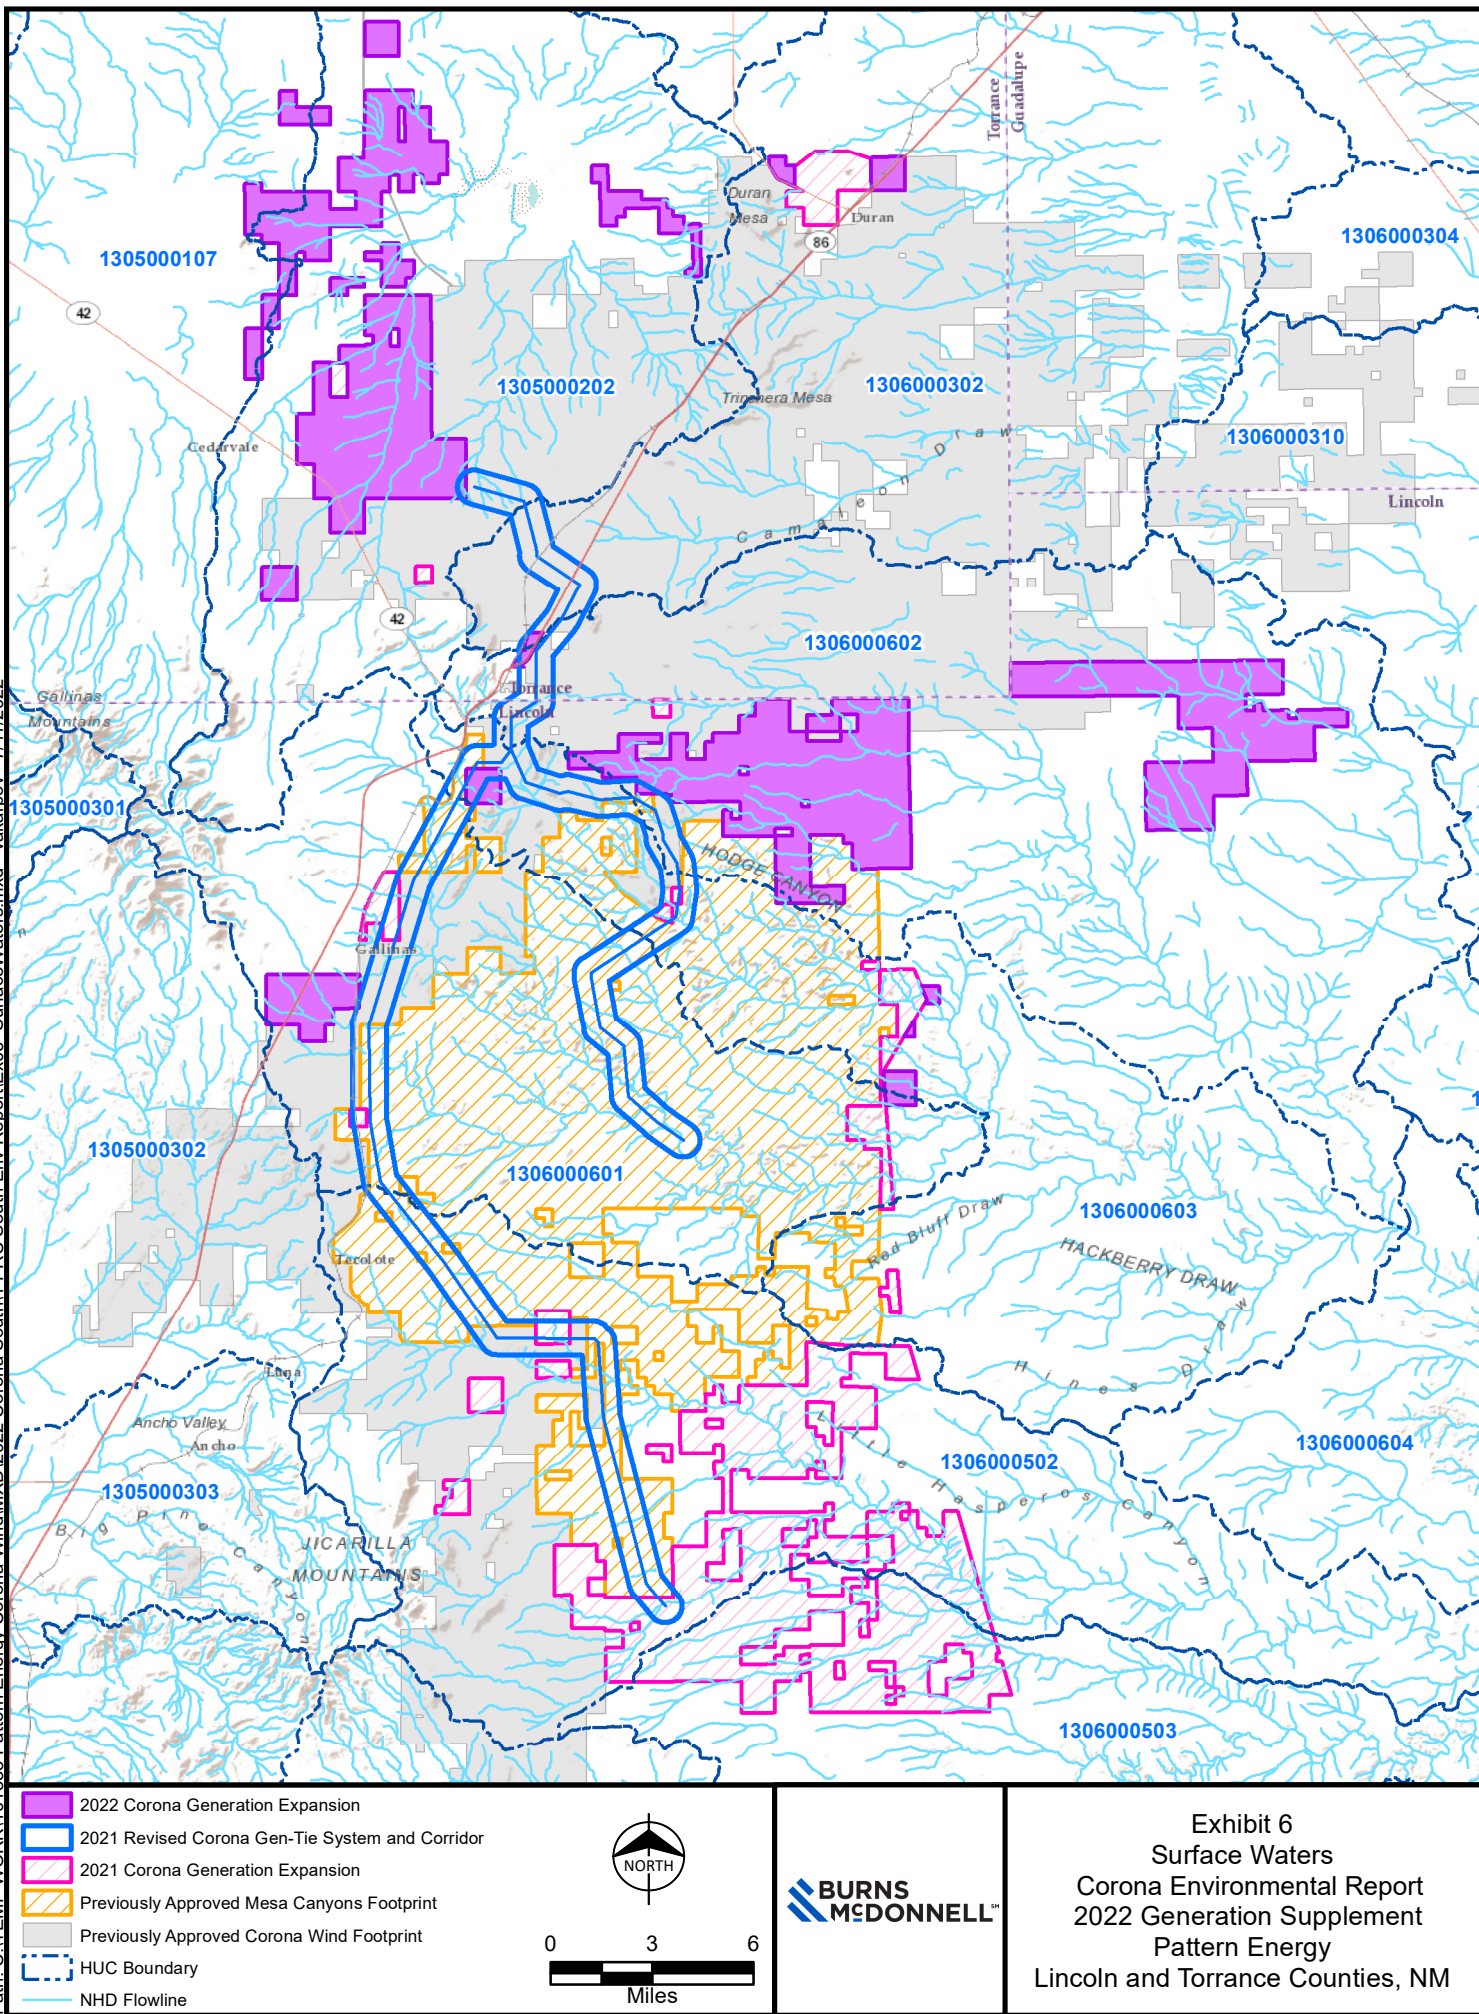 Torrance
Guadalupe
Duran
Mesa
Duran
86
1305000107
1306000304
42
1305000202
Trinchera Mesa
1306000302
Cedarvale
Camaleon Draw
1306000310
Lincoln
42
1306000602
Gallinas
Mountains
Torrance
Lincoln
1305000301
HODGE CANYON
Gallinas
1305000302
1306000601
1306000603
Red Bluff Draw
HACKBERRY DRAW
Tecolote
Hines Draw
Luna
Ancho Valley
Ancho
1305000303
Big Pine Canyon
JICARILLA
MOUNTAINS
Little Hasperos Canyon
1306000502
1306000604
1306000503
2022 Corona Generation Expansion
2021 Revised Corona Gen-Tie System and Corridor
2021 Corona Generation Expansion
Previously Approved Mesa Canyons Footprint
Previously Approved Corona Wind Footprint
HUC Boundary
NHD Flowline
NORTH
0 3 6
Miles
BURNS
McDONNELL SM
Exhibit 6
Surface Waters
Corona Environmental Report
2022 Generation Supplement
Pattern Energy
Lincoln and Torrance Counties, NM